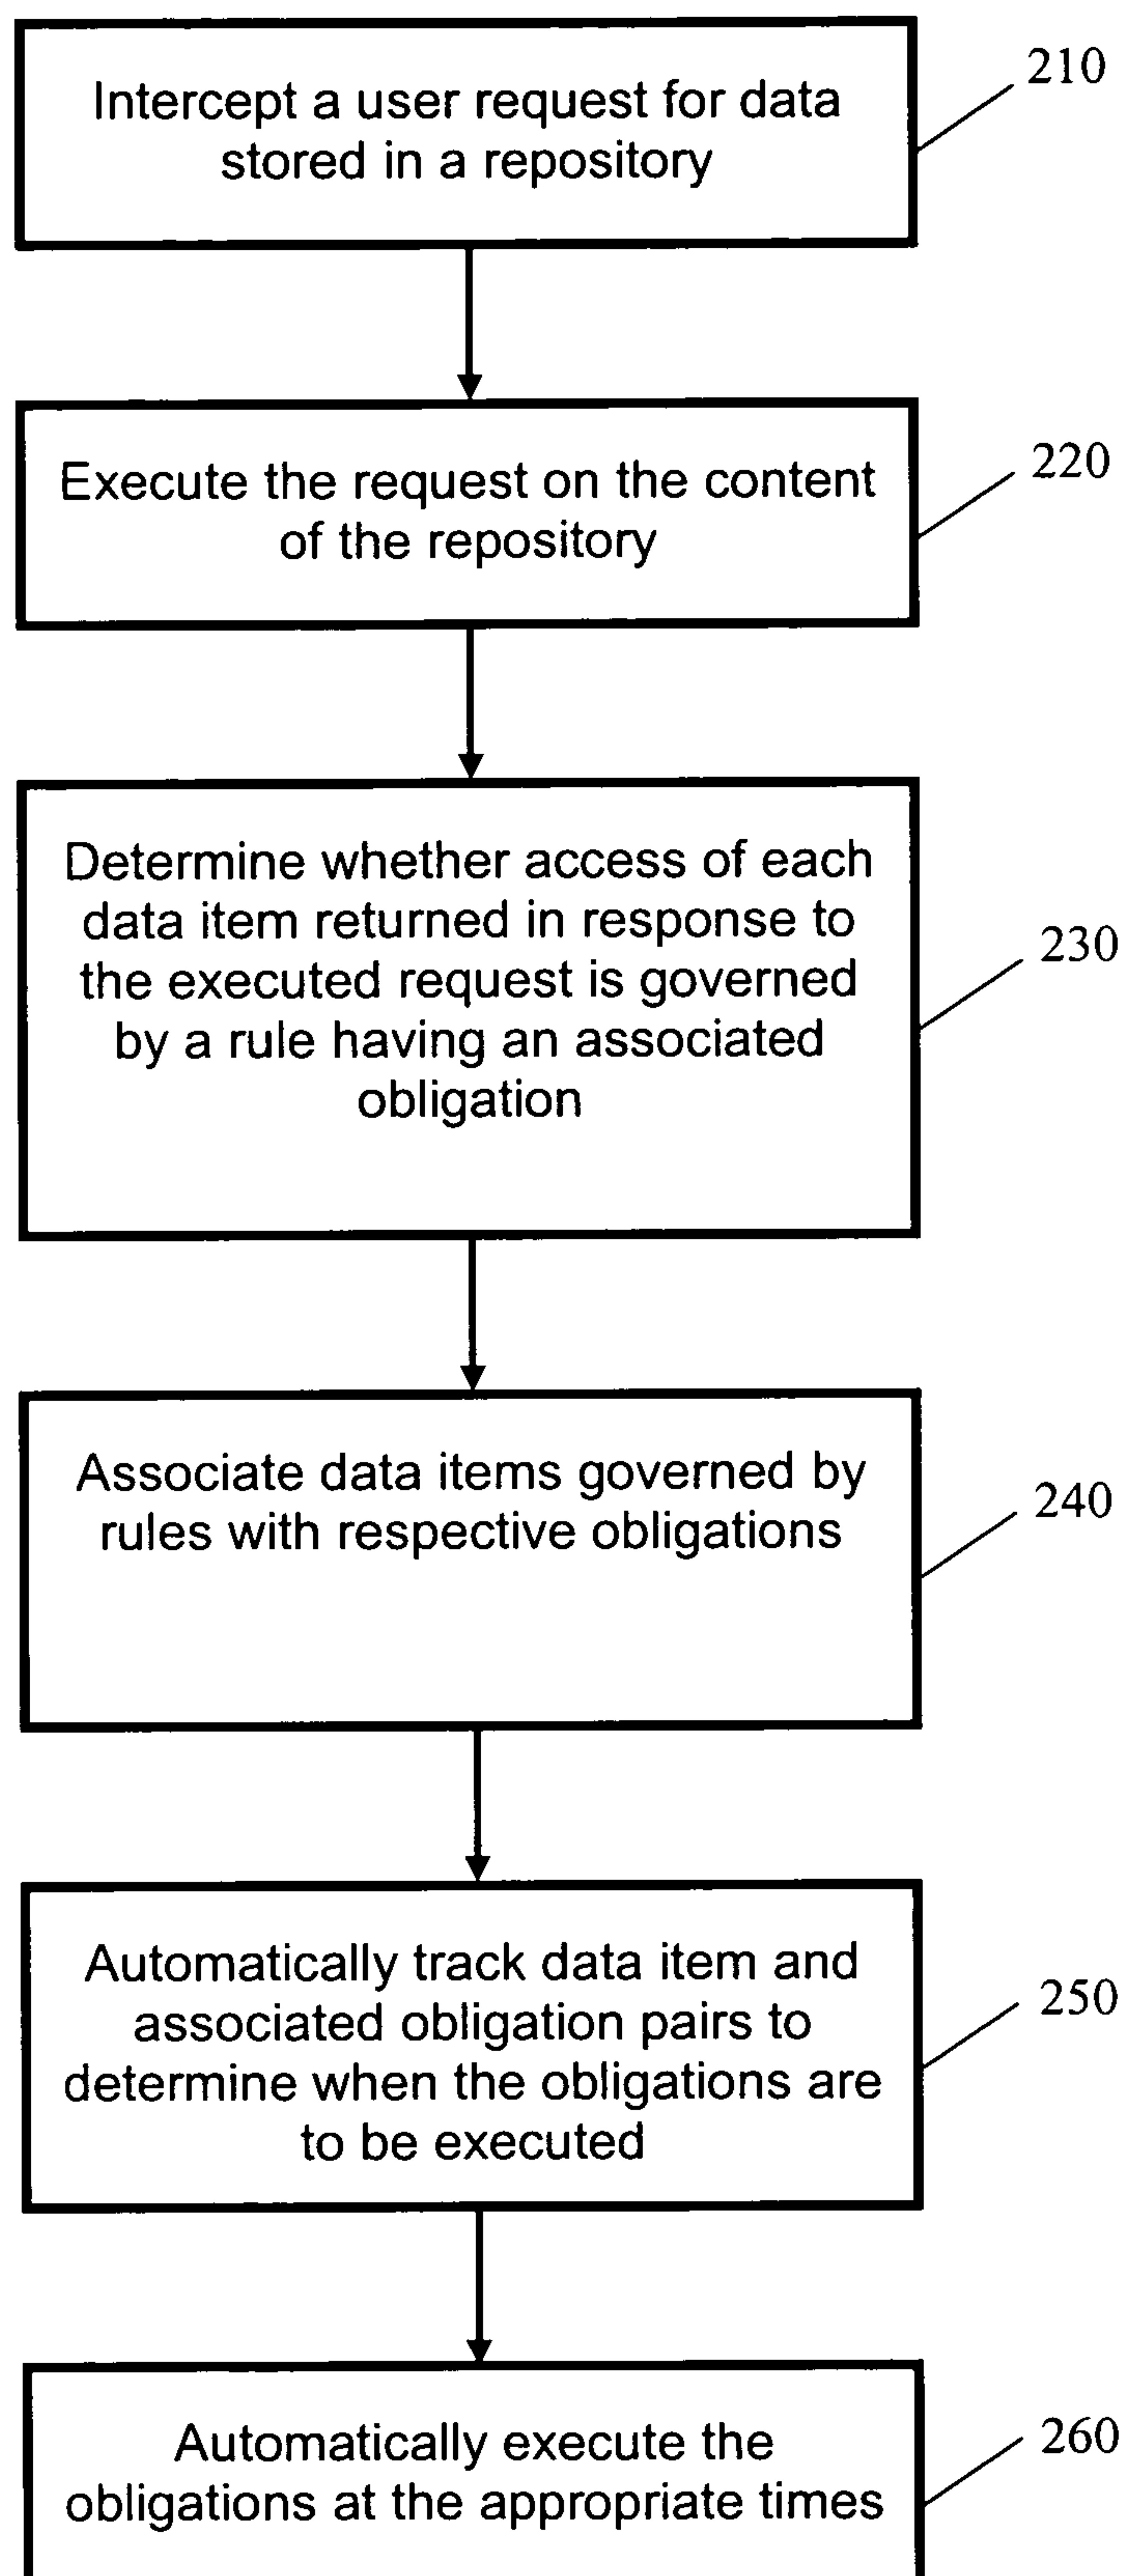 Intercept a user request for data
stored in a repository
210
Execute the request on the content
of the repository
220
Determine whether access of each
data item returned in response to
the executed request is governed
by a rule having an associated
obligation
230
Associate data items governed by
rules with respective obligations
240
Automatically track data item and
associated obligation pairs to
determine when the obligations are
to be executed
250
Automatically execute the
obligations at the appropriate times
260